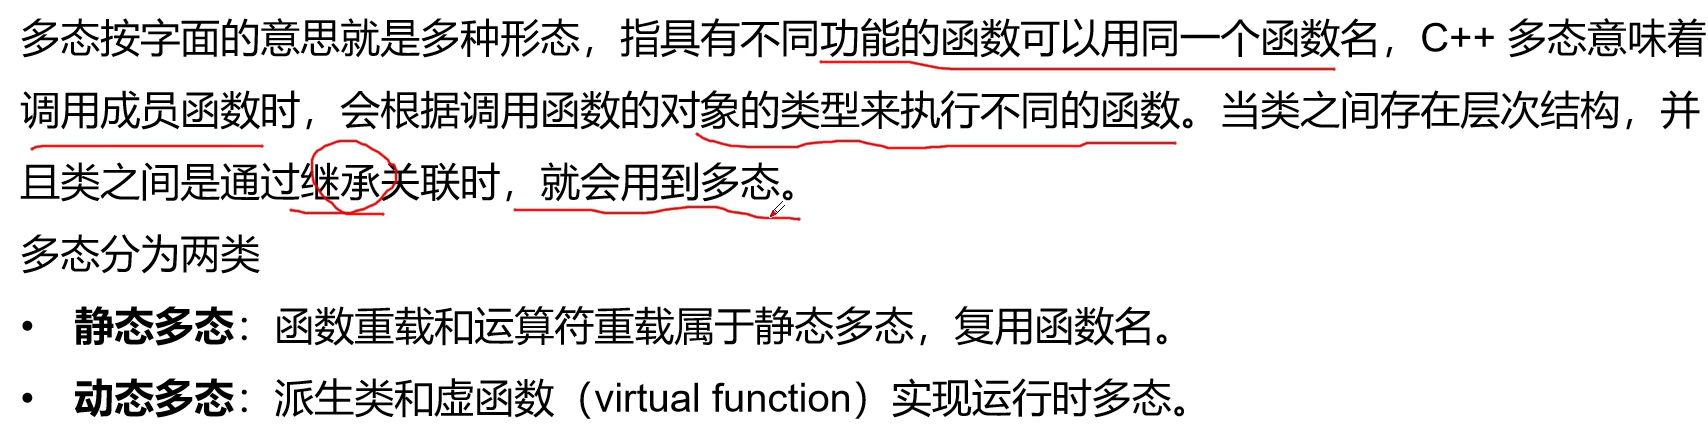 多态按字面的意思就是多种形态，指具有不同功能的函数可以用同一个函数名，C++ 多态意味着
调用成员函数时，会根据调用函数的对象的类型来执行不同的函数。当类之间存在层次结构，并
且类之间是通过继承关联时，就会用到多态。
多态分为两类
• 静态多态：函数重载和运算符重载属于静态多态，复用函数名。
• 动态多态：派生类和虚函数（virtual function）实现运行时多态。